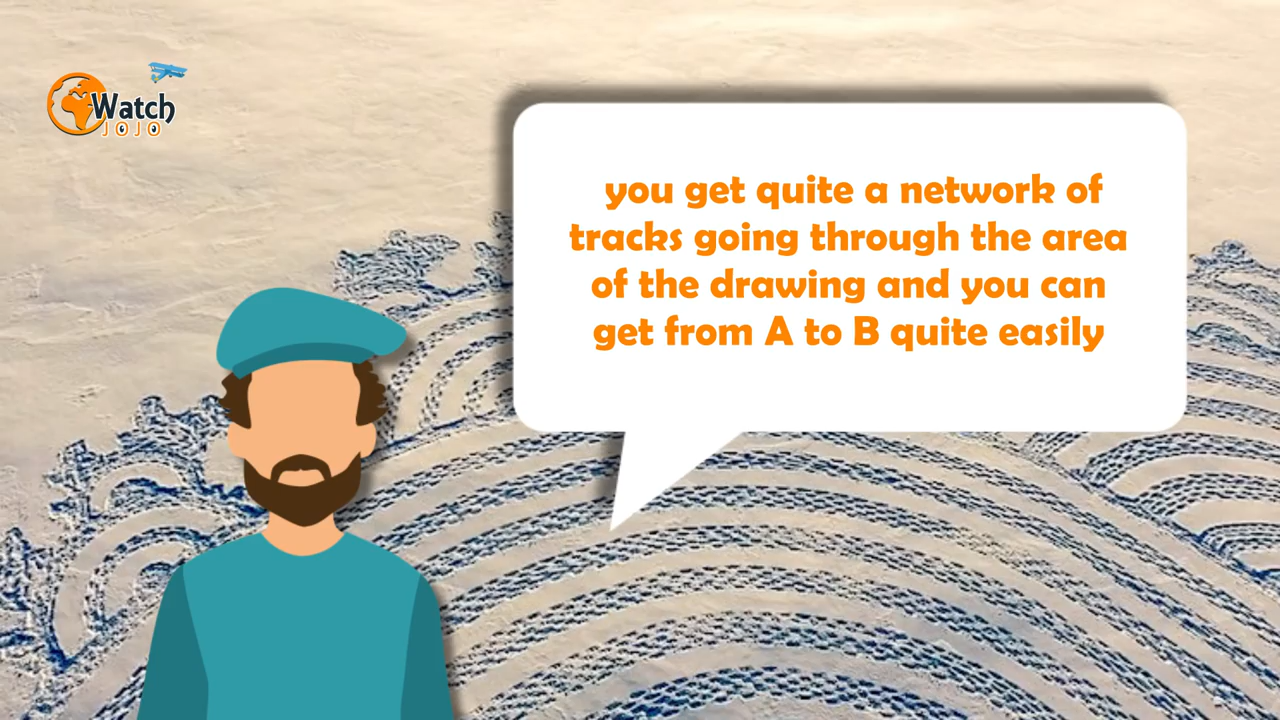 Watch
JOJO
you get quite a network of
tracks going through the area
of the drawing and you can
get from A to B quite easily